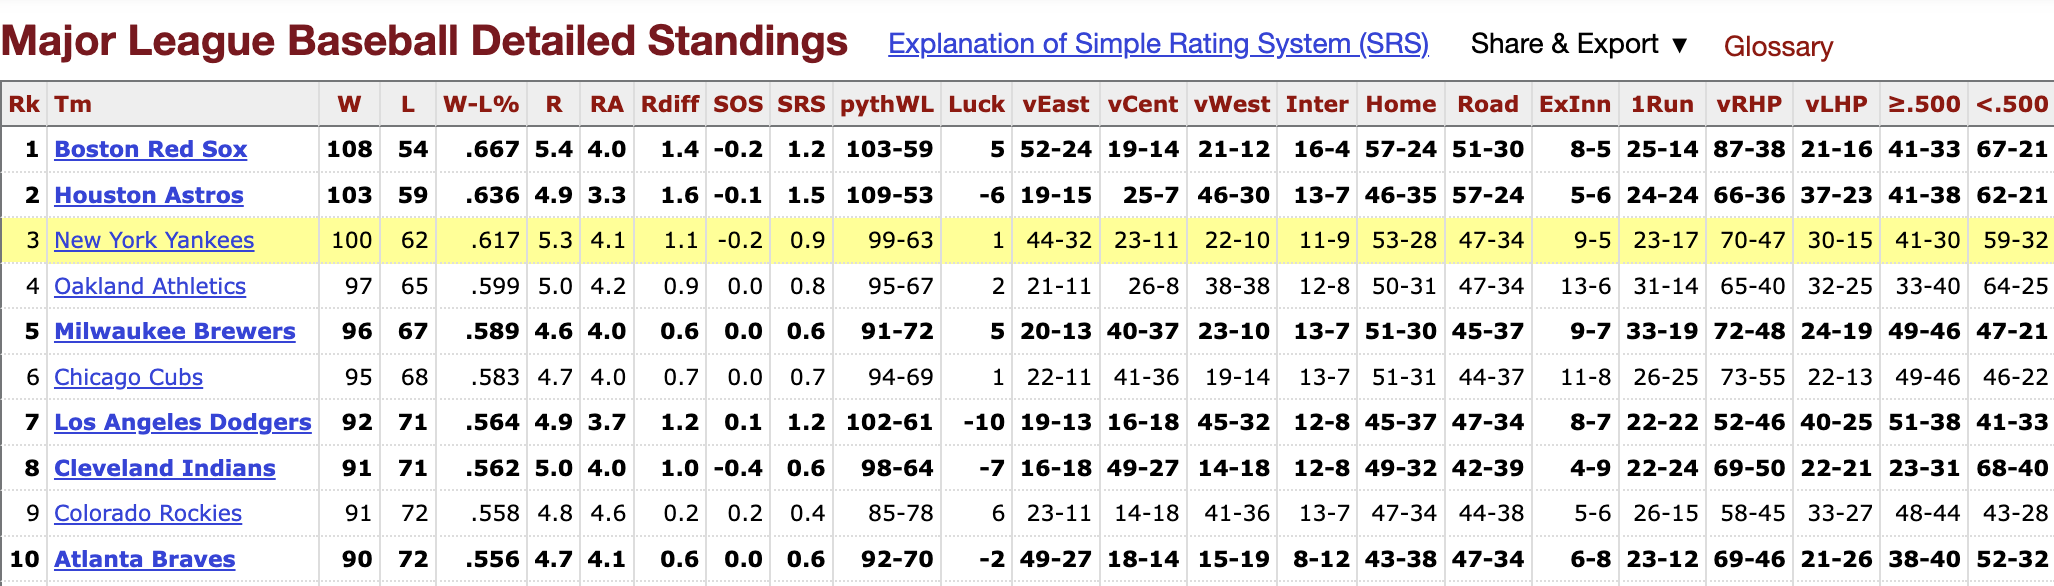 Major League Baseball Detailed Standings Explanation of Simple Rating System (SRS) Share & Export ▼ Glossary
Rk Tm W L W-L% R RA Rdiff SOS SRS pythWL Luck vEast vCent vWest Inter Home Road ExInn 1Run vRHP vLHP ≥.500 <.500
1 Boston Red Sox 108 54 .667 5.4 4.0 1.4 -0.2 1.2 103-59 5 52-24 19-14 21-12 16-4 57-24 51-30 8-5 25-14 87-38 21-16 41-33 67-21
2 Houston Astros 103 59 .636 4.9 3.3 1.6 -0.1 1.5 109-53 -6 19-15 25-7 46-30 13-7 46-35 57-24 5-6 24-24 66-36 37-23 41-38 62-21
3 New York Yankees 100 62 .617 5.3 4.1 1.1 -0.2 0.9 99-63 1 44-32 23-11 22-10 11-9 53-28 47-34 9-5 23-17 70-47 30-15 41-30 59-32
4 Oakland Athletics 97 65 .599 5.0 4.2 0.9 0.0 0.8 95-67 2 21-11 26-8 38-38 12-8 50-31 47-34 13-6 31-14 65-40 32-25 33-40 64-25
5 Milwaukee Brewers 96 67 .589 4.6 4.0 0.6 0.0 0.6 91-72 5 20-13 40-37 23-10 13-7 51-30 45-37 9-7 33-19 72-48 24-19 49-46 47-21
6 Chicago Cubs 95 68 .583 4.7 4.0 0.7 0.0 0.7 94-69 1 22-11 41-36 19-14 13-7 51-31 44-37 11-8 26-25 73-55 22-13 49-46 46-22
7 Los Angeles Dodgers 92 71 .564 4.9 3.7 1.2 0.1 1.2 102-61 -10 19-13 16-18 45-32 12-8 45-37 47-34 8-7 22-22 52-46 40-25 51-38 41-33
8 Cleveland Indians 91 71 .562 5.0 4.0 1.0 -0.4 0.6 98-64 -7 16-18 49-27 14-18 12-8 49-32 42-39 4-9 22-24 69-50 22-21 23-31 68-40
9 Colorado Rockies 91 72 .558 4.8 4.6 0.2 0.2 0.4 85-78 6 23-11 14-18 41-36 13-7 47-34 44-38 5-6 26-15 58-45 33-27 48-44 43-28
10 Atlanta Braves 90 72 .556 4.7 4.1 0.6 0.0 0.6 92-70 -2 49-27 18-14 15-19 8-12 43-38 47-34 6-8 23-12 69-46 21-26 38-40 52-32